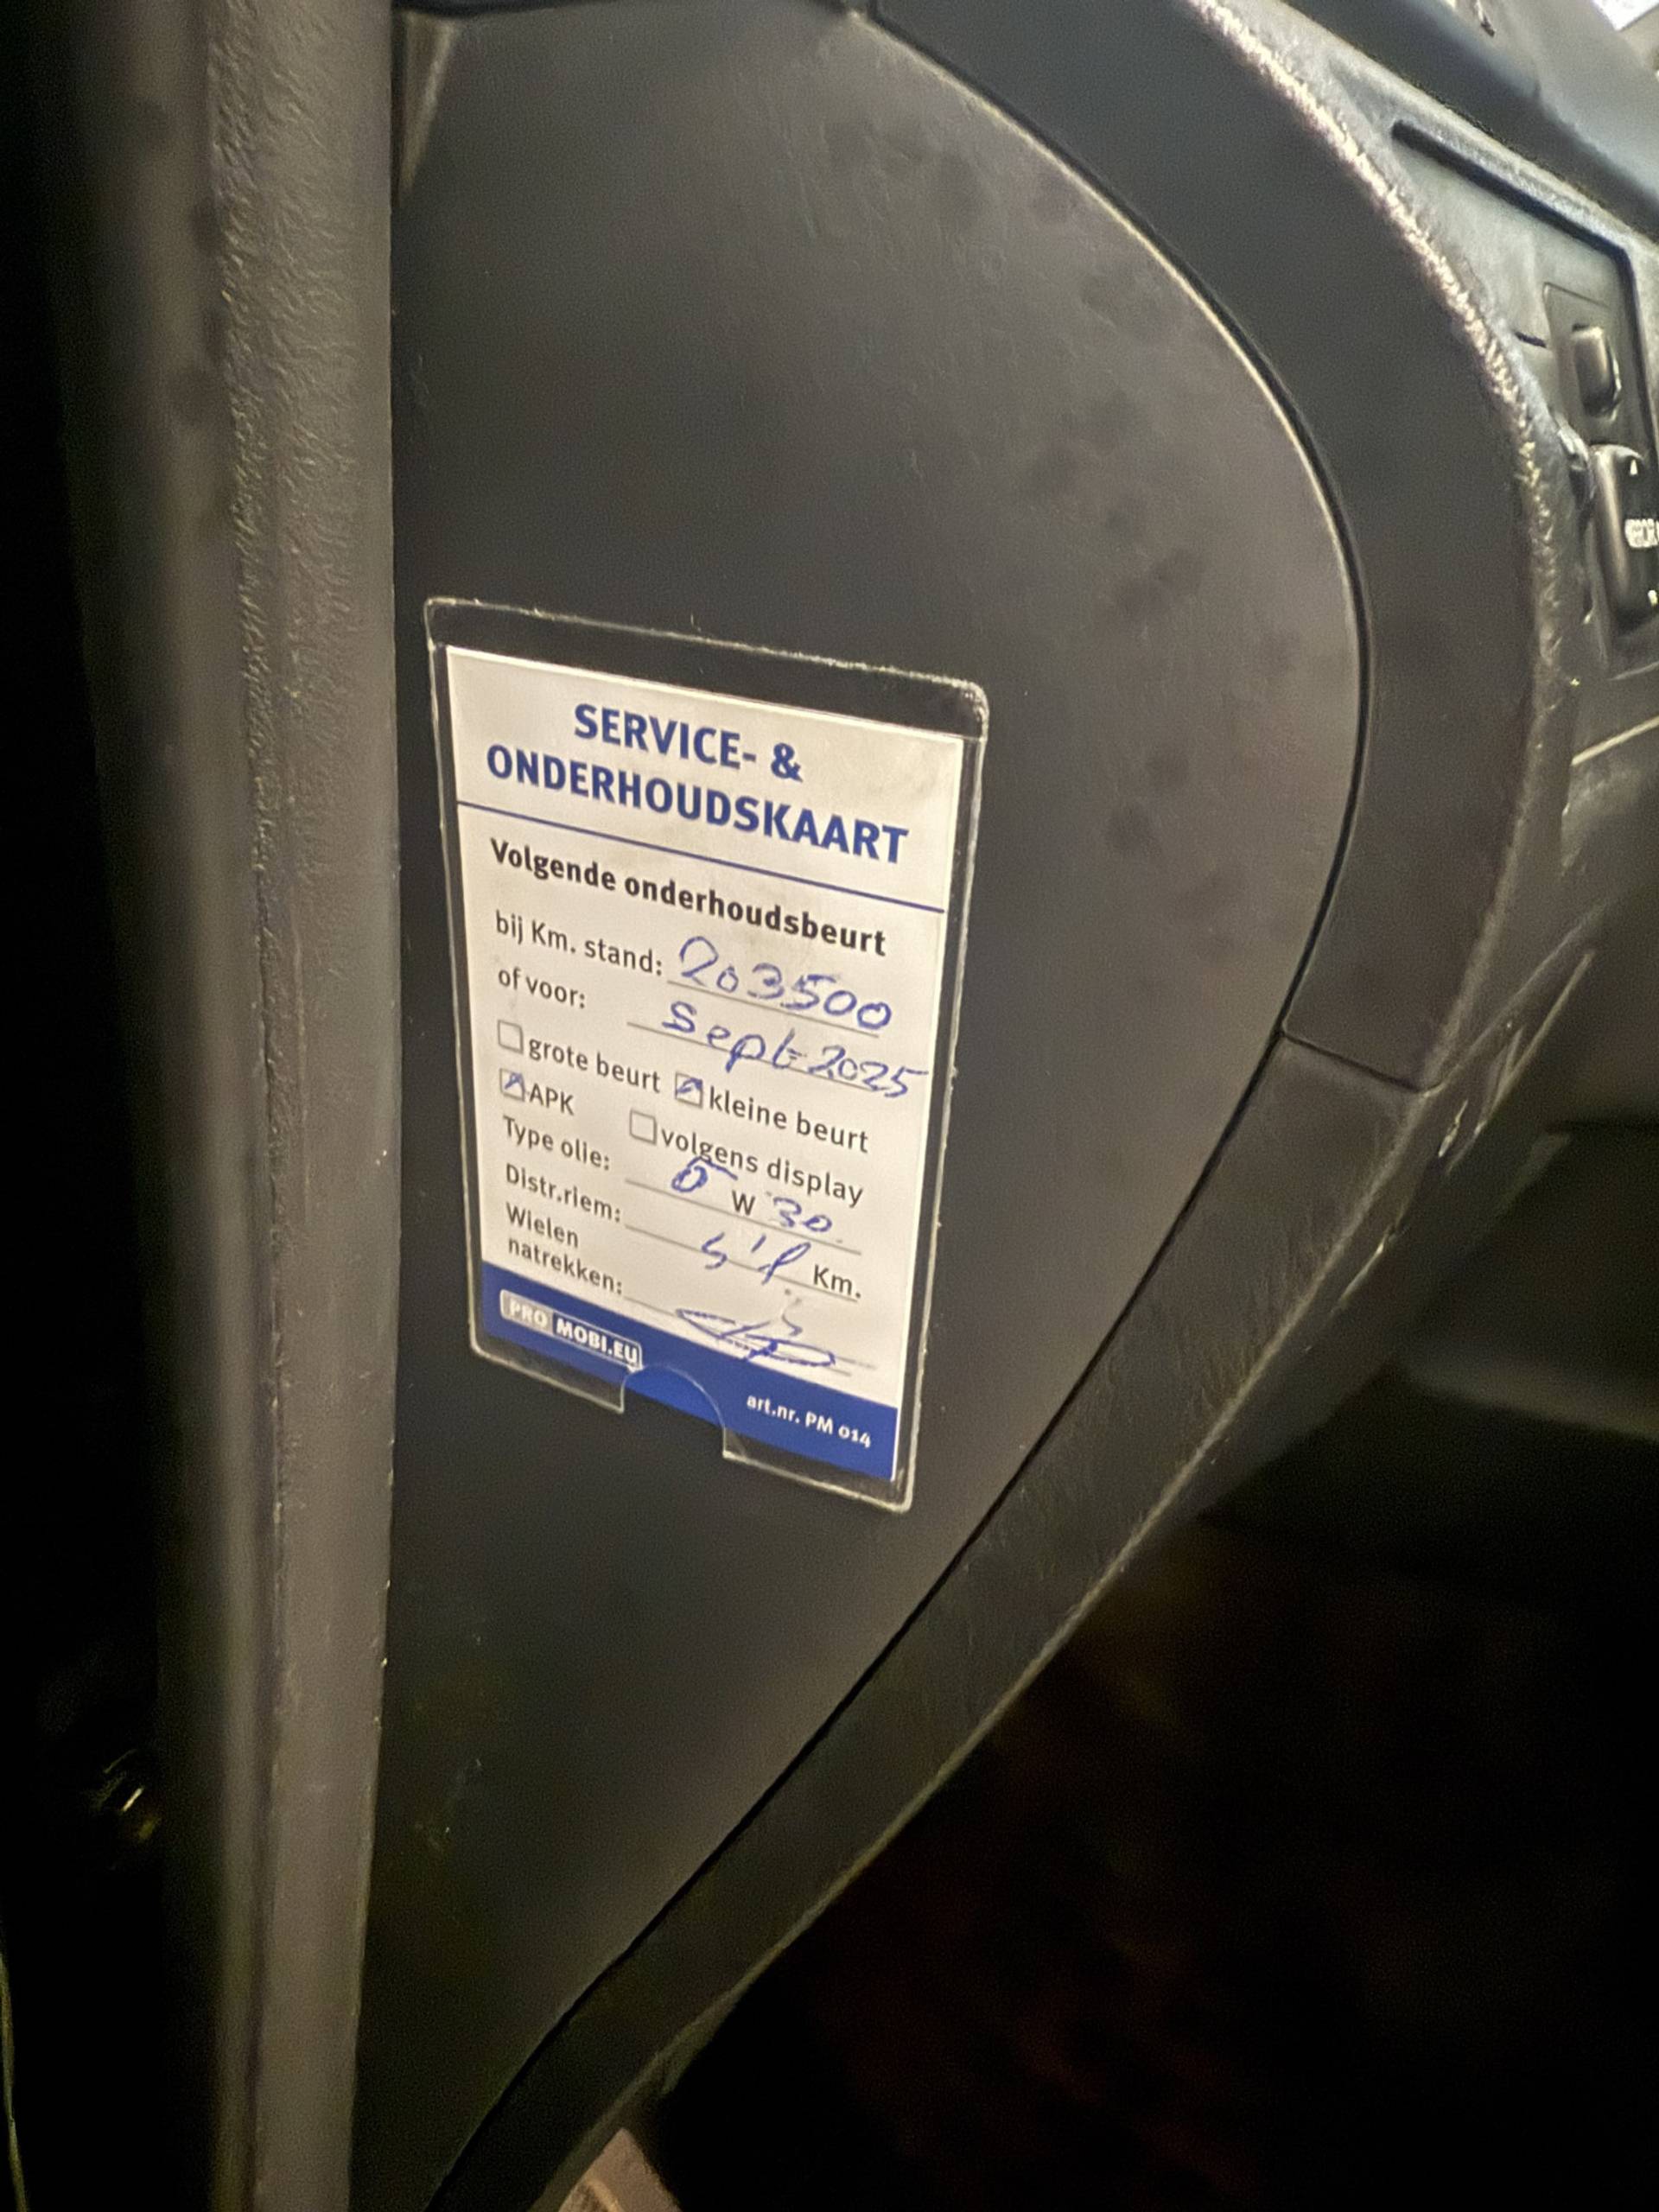 SERVICE- &
ONDERHOUDSKAART
Volgende onderhoudsbeurt
bij Km. stand: 203500
of voor: Sept-2025
grote beurt kleine beurt
APK volgens display
Type olie: 5 W 30
Distr.riem: Km.
Wielen
natrekken:
PRO MOBI.EU
art.nr. PM 014